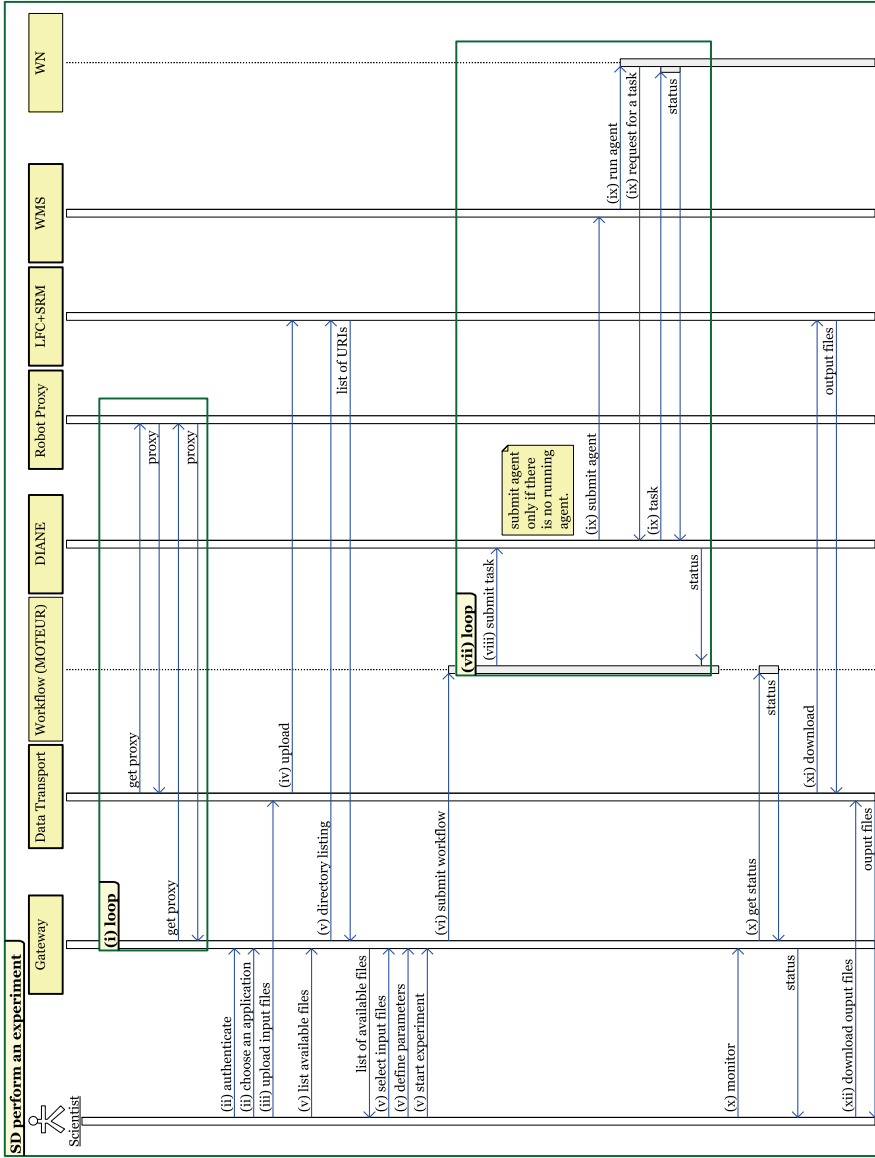 SD perform an experiment
Scientist
Gateway
Data Transport
Workflow (MOTEUR)
DIANE
Robot Proxy
LFC+SRM
WMS
WN
(i) loop
get proxy
proxy
get proxy
proxy
(ii) authenticate
(ii) choose an application
(iii) upload input files
(iv) upload
(v) list available files
(v) directory listing
list of URIs
list of available files
(v) select input files
(v) define parameters
(v) start experiment
(vi) submit workflow
(vii) loop
(viii) submit task
submit agent
only if there
is no running
agent.
(ix) submit agent
(ix) run agent
(ix) request for a task
(ix) task
status
status
(x) monitor
(x) get status
status
status
(xi) download
output files
(xii) download ouput files
ouput files